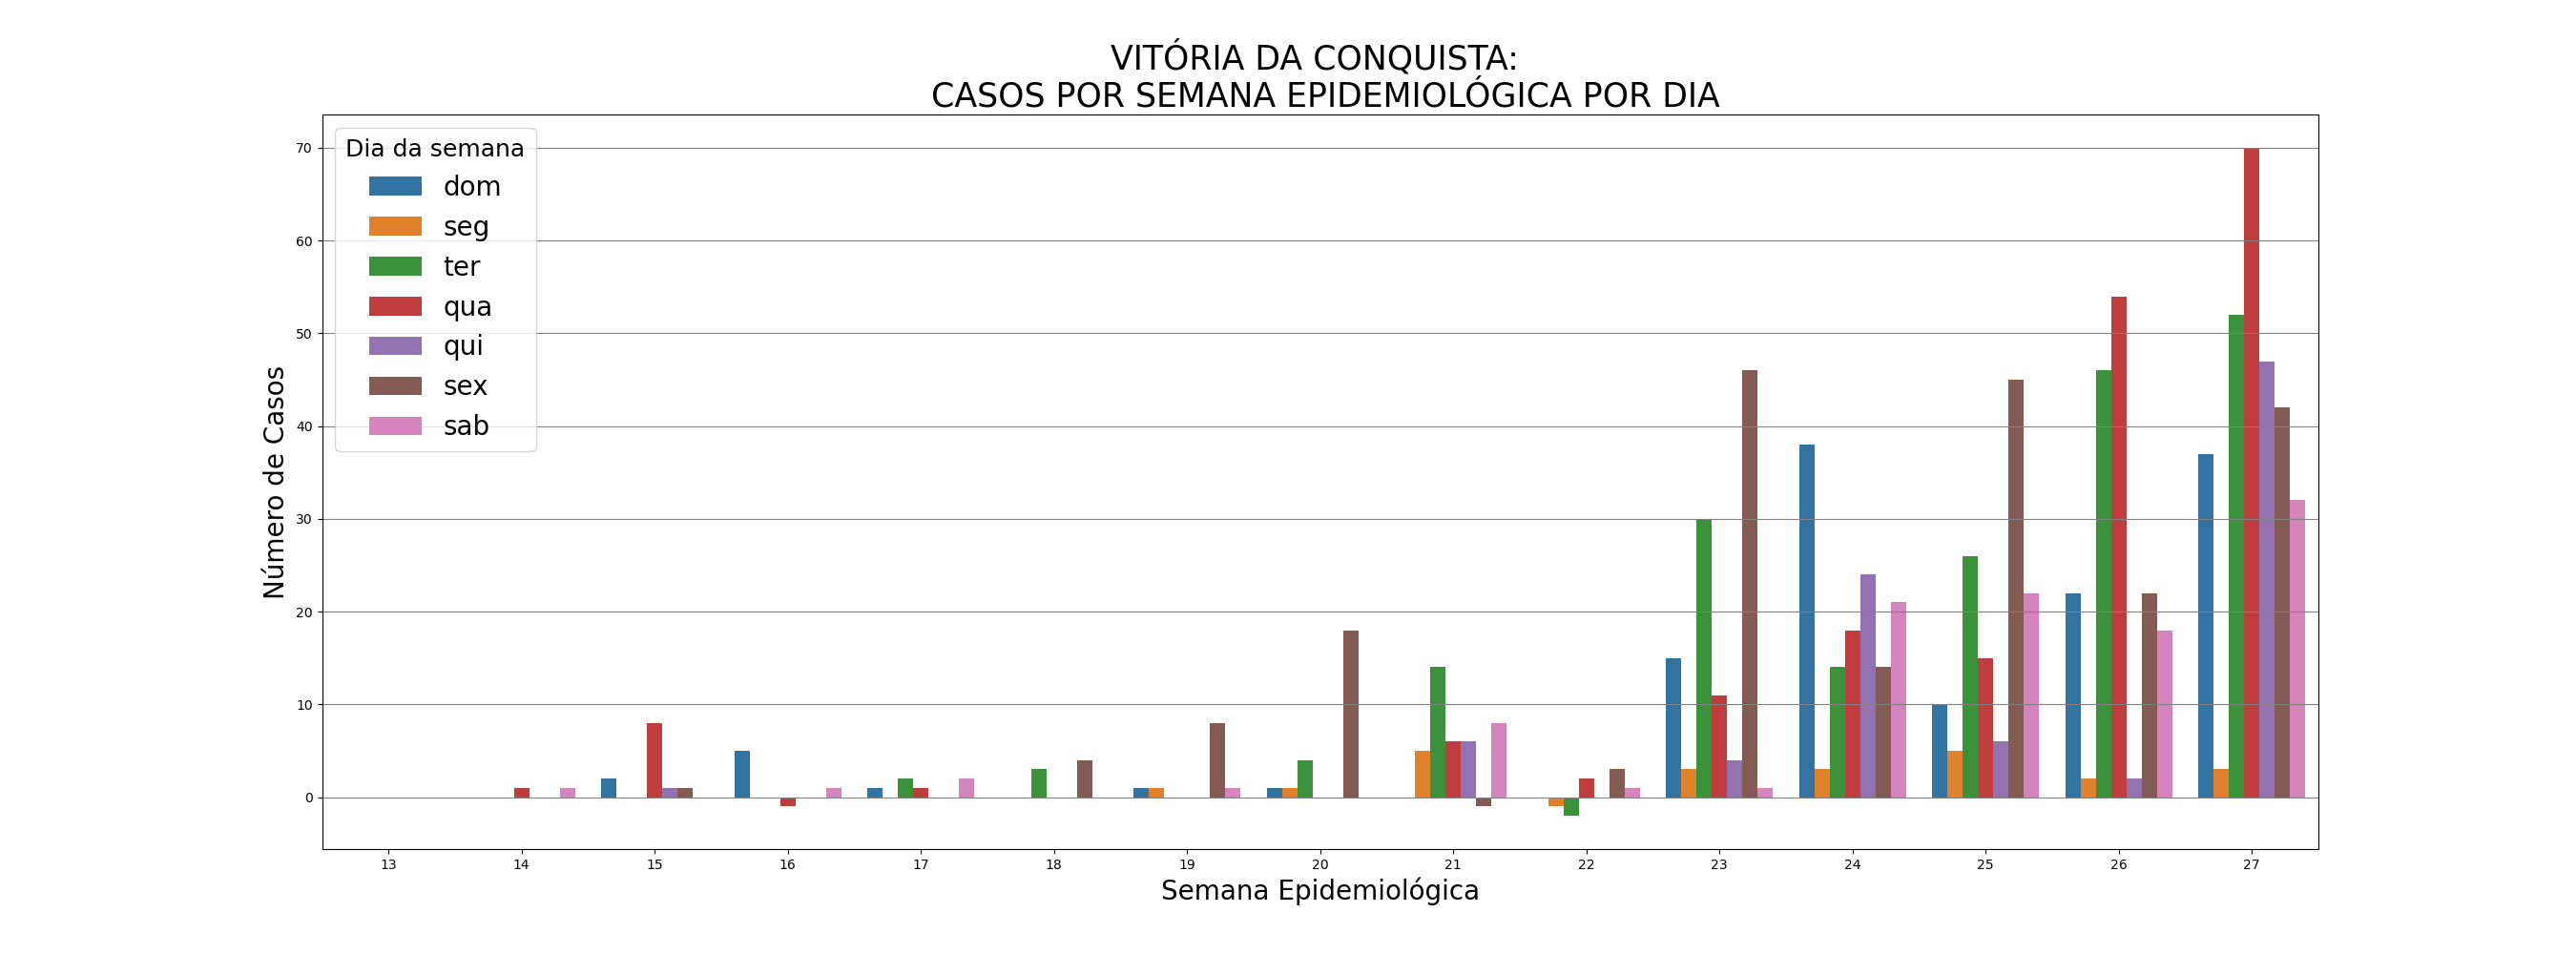 VITÓRIA DA CONQUISTA:
CASOS POR SEMANA EPIDEMIOLÓGICA POR DIA
Dia da semana
dom
seg
ter
qua
qui
sex
sab
Número de Casos
70
60
50
40
30
20
10
0
13 14 15 16 17 18 19 20 21 22 23 24 25 26 27
Semana Epidemiológica